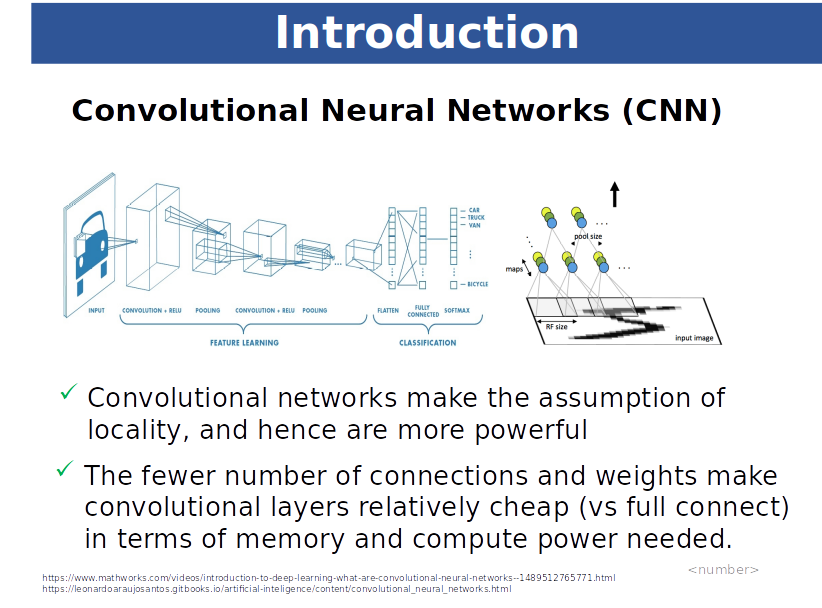 Introduction
Convolutional Neural Networks (CNN)
CAR
TRUCK
VAN
BICYCLE
INPUT
CONVOLUTION + RELU
POOLING
CONVOLUTION + RELU
POOLING
FLATTEN
FULLY
CONNECTED
SOFTMAX
FEATURE LEARNING
CLASSIFICATION
pool size
maps
RF size
input image
Convolutional networks make the assumption of
locality, and hence are more powerful
The fewer number of connections and weights make
convolutional layers relatively cheap (vs full connect)
in terms of memory and compute power needed.
<number>
https://www.mathworks.com/videos/introduction-to-deep-learning-what-are-convolutional-neural-networks--1489512765771.html
https://leonardoaraujosantos.gitbooks.io/artificial-inteligence/content/convolutional_neural_networks.html